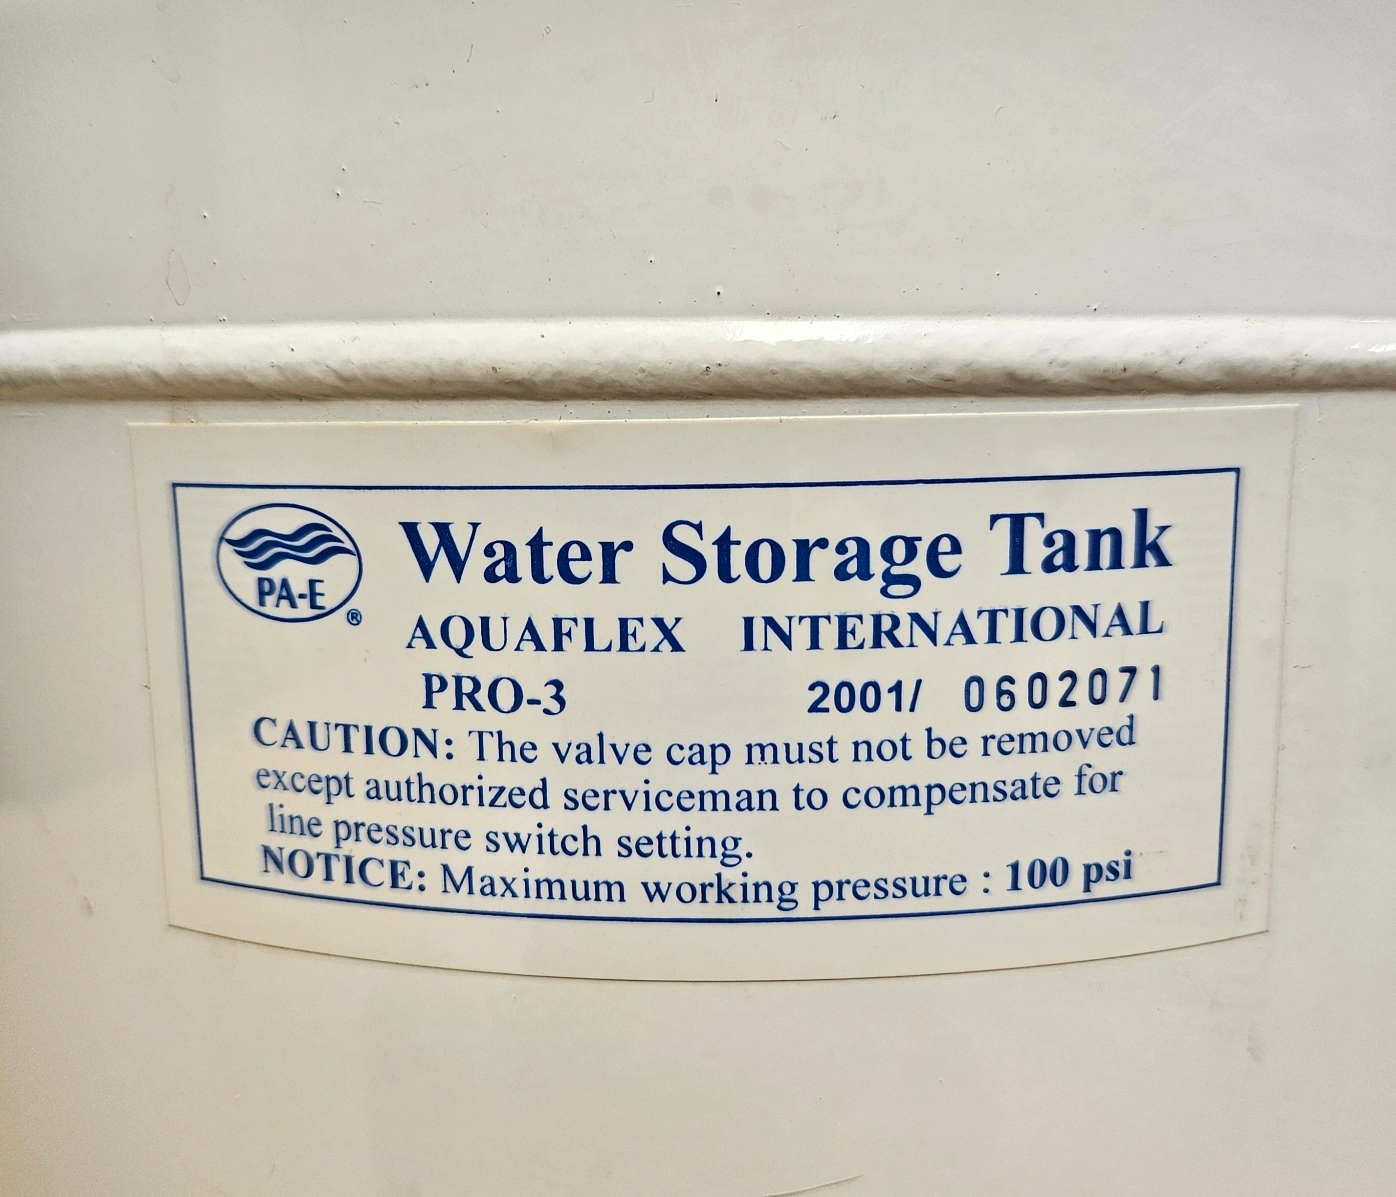 PA-E
®
Water Storage Tank
AQUAFLEX INTERNATIONAL
PRO-3 2001/ 0602071
CAUTION: The valve cap must not be removed
except authorized serviceman to compensate for
line pressure switch setting.
NOTICE: Maximum working pressure : 100 psi